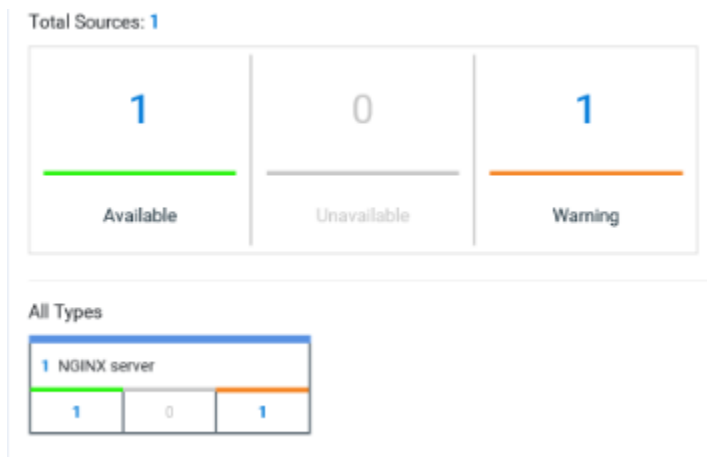 Total Sources: 1
1 0 1
Available Unavailable Warning
All Types
1 NGINX server
1 0 1